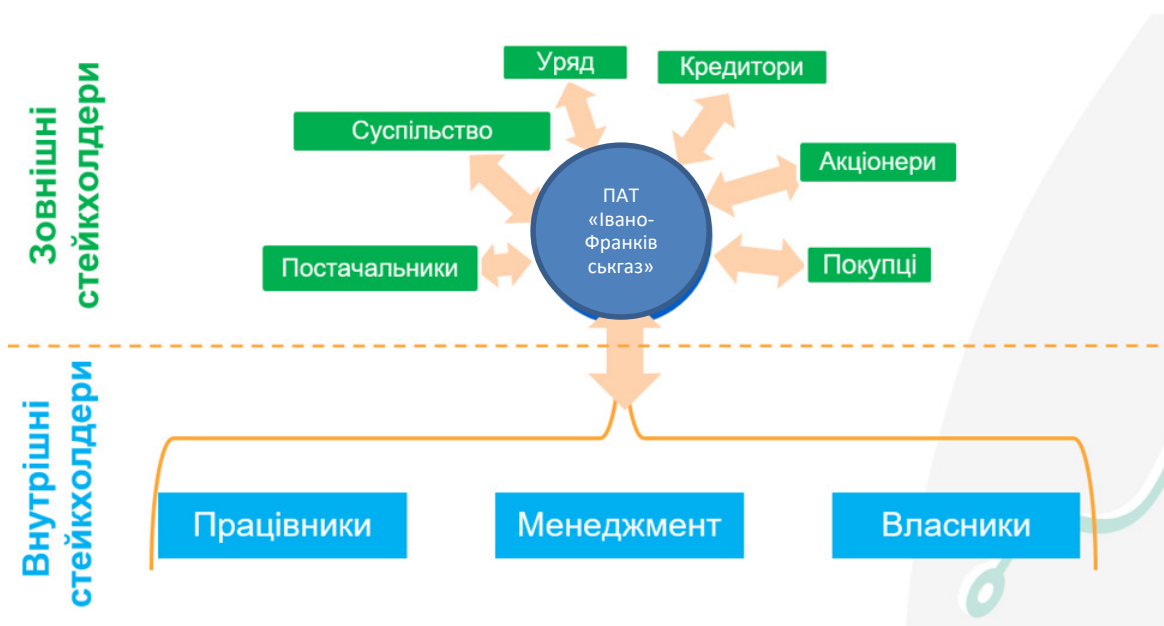 Зовнішні
стейкхолдери
Уряд
Кредитори
Суспільство
Акціонери
ПАТ
«Івано-
Франків
ськгаз»
Постачальники
Покупці
Внутрішні
стейкхолдери
Працівники
Менеджмент
Власники